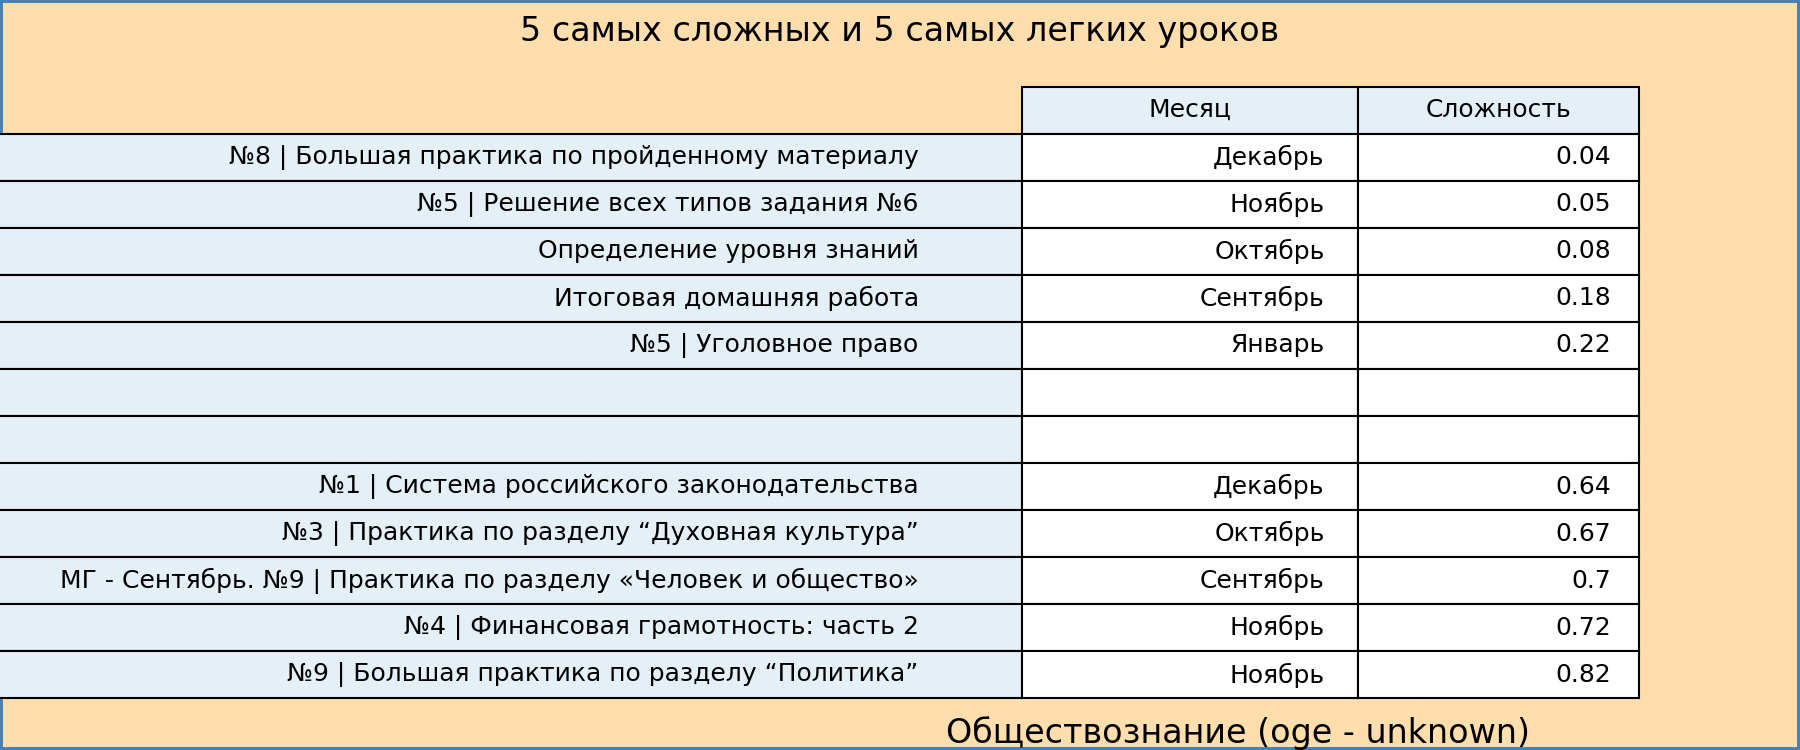 5 самых сложных и 5 самых легких уроков
Месяц Сложность
№8 | Большая практика по пройденному материалу Декабрь 0.04
№5 | Решение всех типов задания №6 Ноябрь 0.05
Определение уровня знаний Октябрь 0.08
Итоговая домашняя работа Сентябрь 0.18
№5 | Уголовное право Январь 0.22
№1 | Система российского законодательства Декабрь 0.64
№3 | Практика по разделу “Духовная культура” Октябрь 0.67
МГ - Сентябрь. №9 | Практика по разделу «Человек и общество» Сентябрь 0.7
№4 | Финансовая грамотность: часть 2 Ноябрь 0.72
№9 | Большая практика по разделу “Политика” Ноябрь 0.82
Обществознание (oge - unknown)